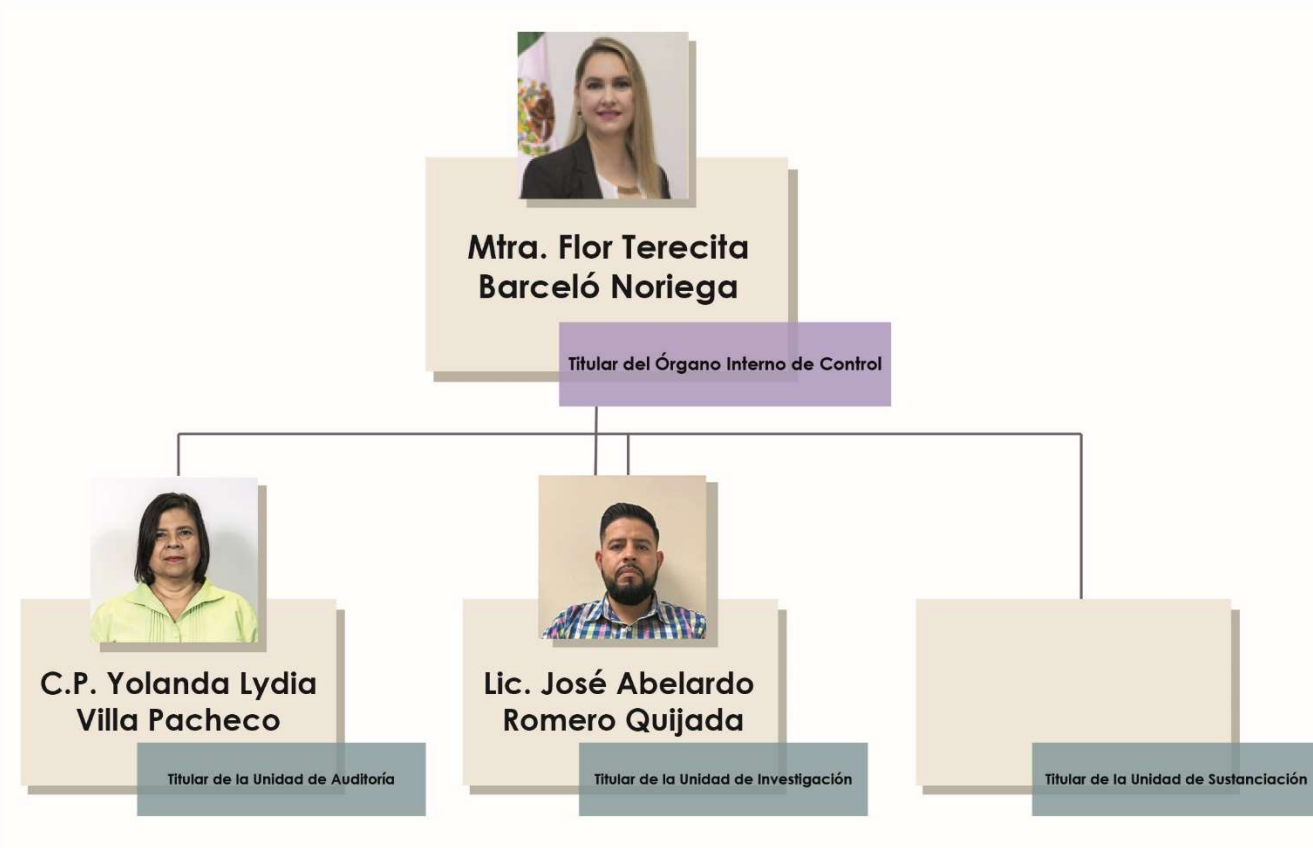 Mtra. Flor Terecita
Barceló Noriega
Titular del Órgano Interno de Control
C.P. Yolanda Lydia
Villa Pacheco
Titular de la Unidad de Auditoría
Lic. José Abelardo
Romero Quijada
Titular de la Unidad de Investigación
Titular de la Unidad de Sustanciación